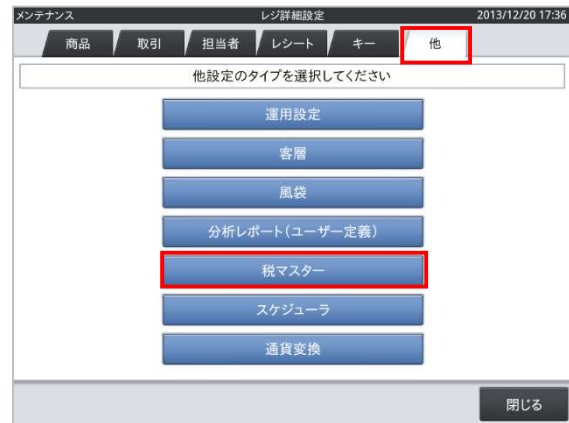 メンテナンス レジ詳細設定 2013/12/20 17:36
商品 取引 担当者 レシート キー 他
他設定のタイプを選択してください
運用設定
客層
風袋
分析レポート(ユーザー定義)
税マスター
スケジューラ
通貨変換
閉じる